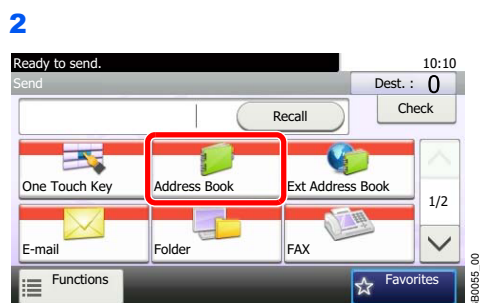 2
Ready to send. 10:10
Send Dest. : 0
Recall Check
One Touch Key Address Book Ext Address Book
1/2
E-mail Folder FAX
Functions Favorites
B0055_00